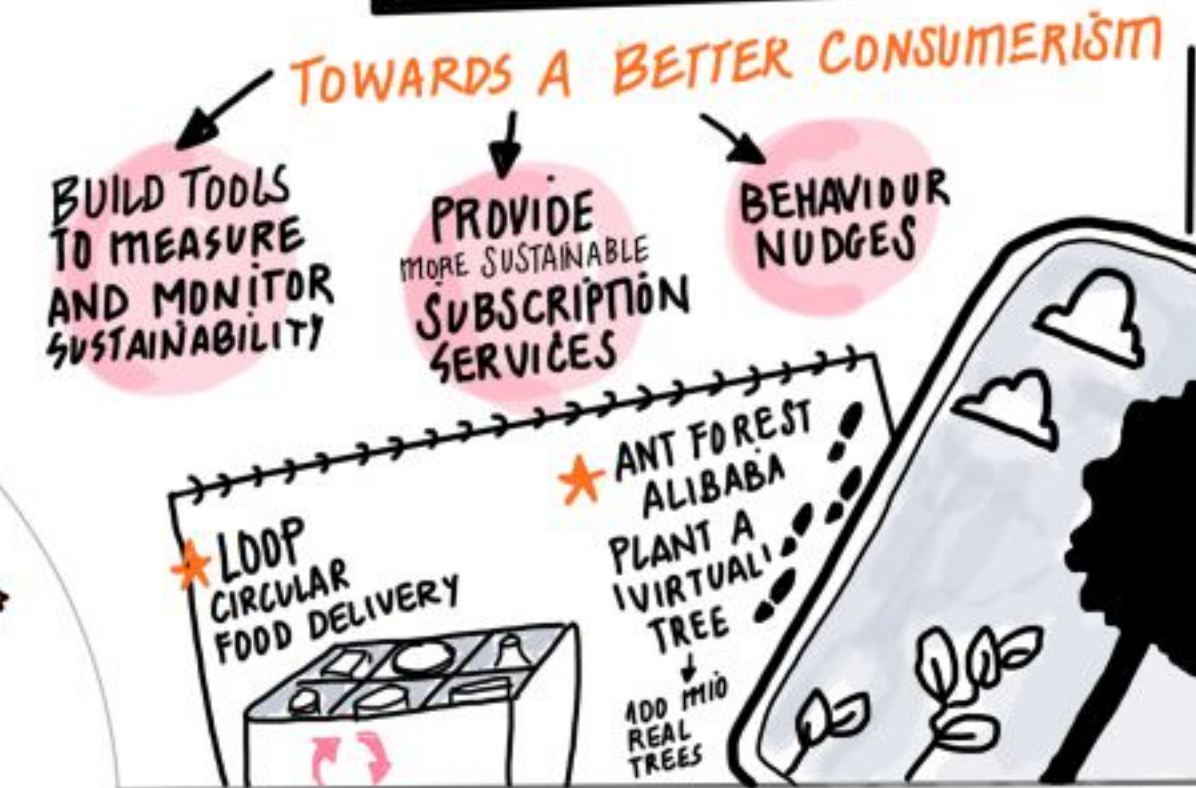 TOWARDS A BETTER CONSUMERISM
BUILD TOOLS
TO MEASURE
AND MONITOR
SUSTAINABILITY
PROVIDE
MORE SUSTAINABLE
SUBSCRIPTION
SERVICES
BEHAVIOUR
NUDGES
LOOP
CIRCULAR
FOOD DELIVERY
ANT FOREST
ALIBABA
PLANT A
'VIRTUAL'
TREE
100 MIO
REAL
TREES